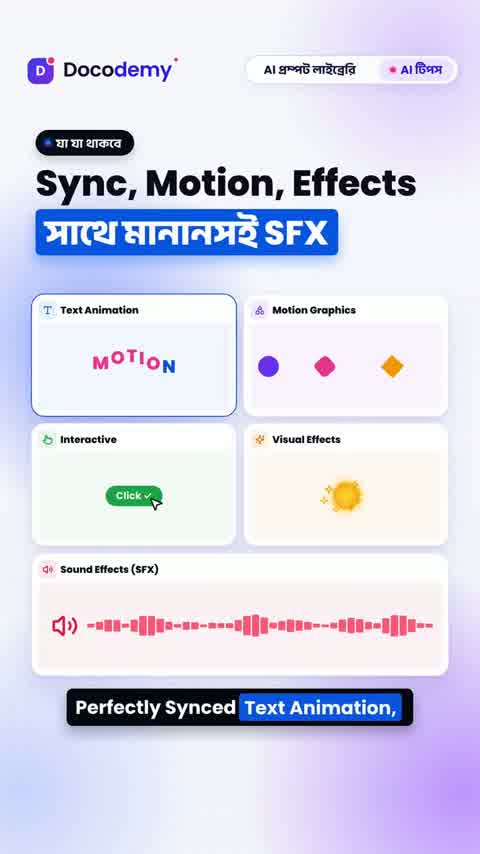 D Docodemy
AI প্রম্পট লাইব্রেরি AI টিপস
যা যা থাকবে
Sync, Motion, Effects
সাথে মানানসই SFX
Text Animation
Motion Graphics
MOTION
Interactive
Visual Effects
Click ✓
Sound Effects (SFX)
Perfectly Synced Text Animation,